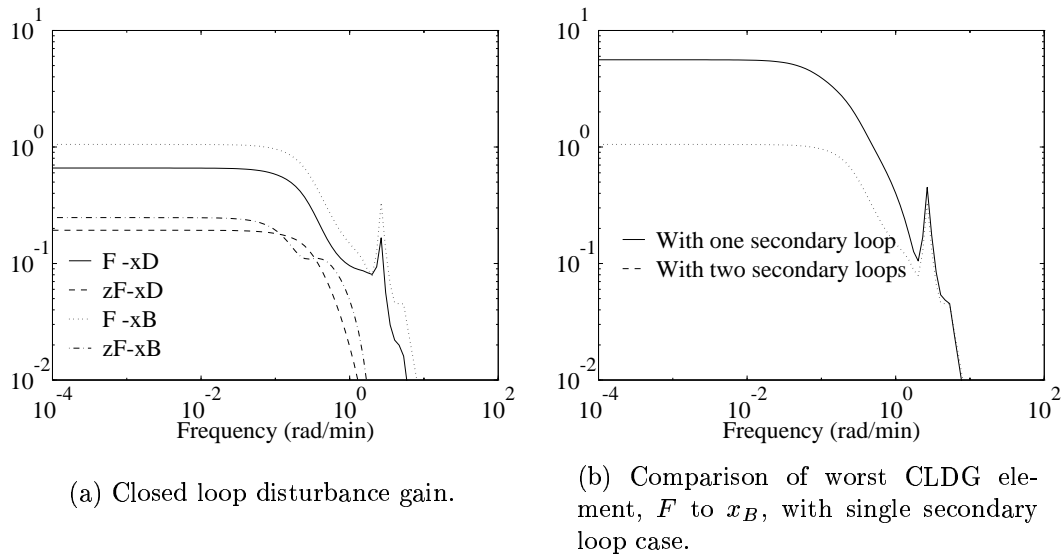 10^1
10^0
10^-1
10^-2
F -xD
zF-xD
F -xB
zF-xB
10^-4
10^-2
10^0
10^2
Frequency (rad/min)
(a) Closed loop disturbance gain.
10^1
10^0
10^-1
10^-2
With one secondary loop
With two secondary loops
10^-4
10^-2
10^0
10^2
Frequency (rad/min)
(b) Comparison of worst CLDG ele-
ment, F to x_B, with single secondary
loop case.